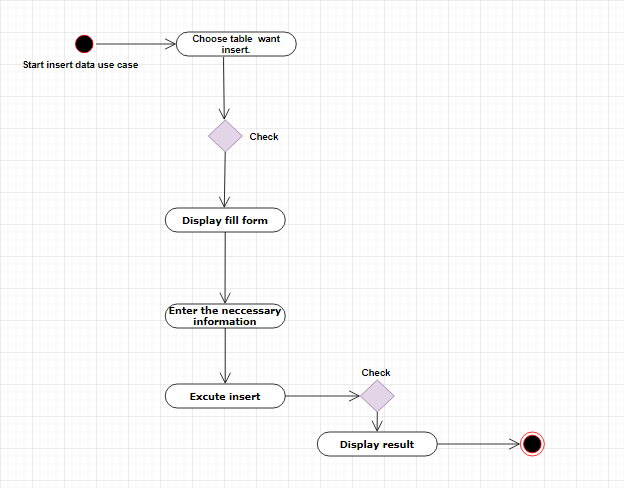 Choose table  want
insert.
Start insert data use case
Check
Display fill form
Enter the neccessary
information
Check
Excute insert
Display result